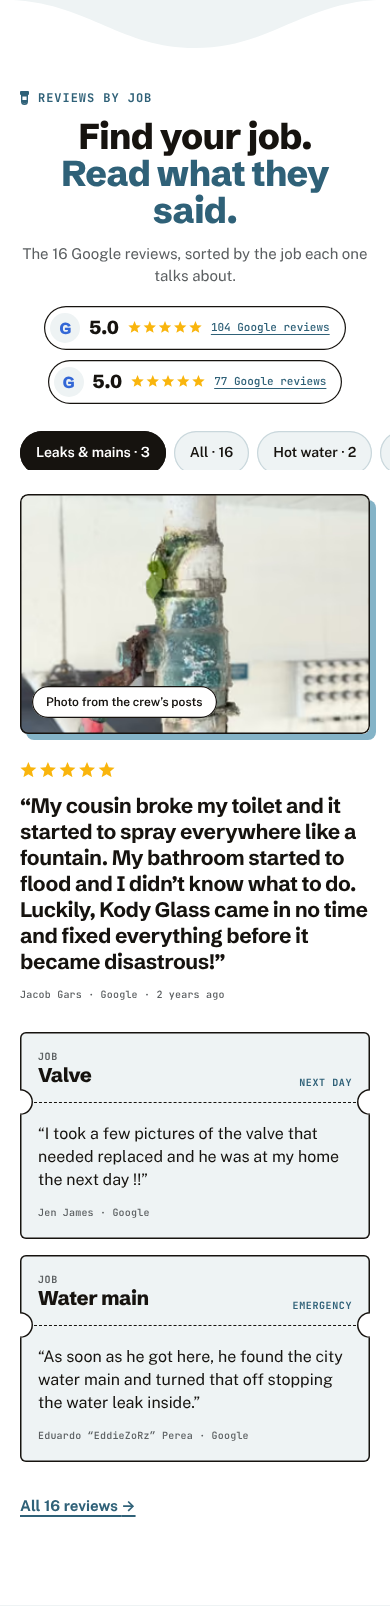 REVIEWS BY JOB
Find your job.
Read what they
said.
The 16 Google reviews, sorted by the job each one
talks about.
G 5.0 ★★★★★ 104 Google reviews
G 5.0 ★★★★★ 77 Google reviews
Leaks & mains · 3 All · 16 Hot water · 2
Photo from the crew’s posts
★★★★★
“My cousin broke my toilet and it
started to spray everywhere like a
fountain. My bathroom started to
flood and I didn’t know what to do.
Luckily, Kody Glass came in no time
and fixed everything before it
became disastrous!”
Jacob Gars · Google · 2 years ago
JOB
Valve
NEXT DAY
“I took a few pictures of the valve that
needed replaced and he was at my home
the next day !!”
Jen James · Google
JOB
Water main
EMERGENCY
“As soon as he got here, he found the city
water main and turned that off stopping
the water leak inside.”
Eduardo “EddieZoRz” Perea · Google
All 16 reviews →